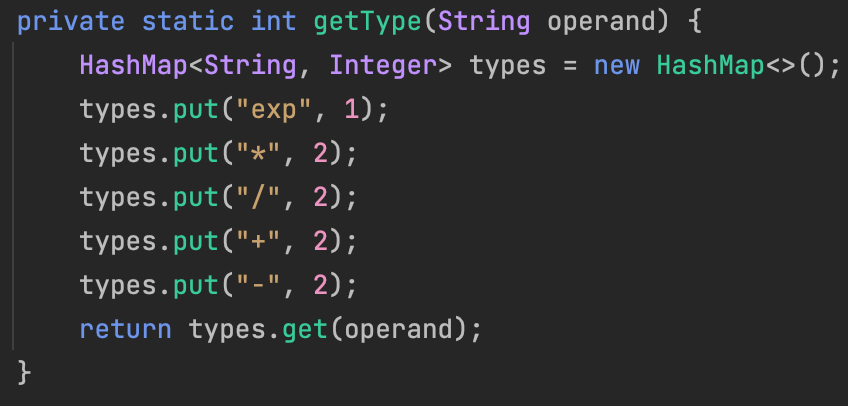 private static int getType(String operand) {
    HashMap<String, Integer> types = new HashMap<>();
    types.put("exp", 1);
    types.put("*", 2);
    types.put("/", 2);
    types.put("+", 2);
    types.put("-", 2);
    return types.get(operand);
}